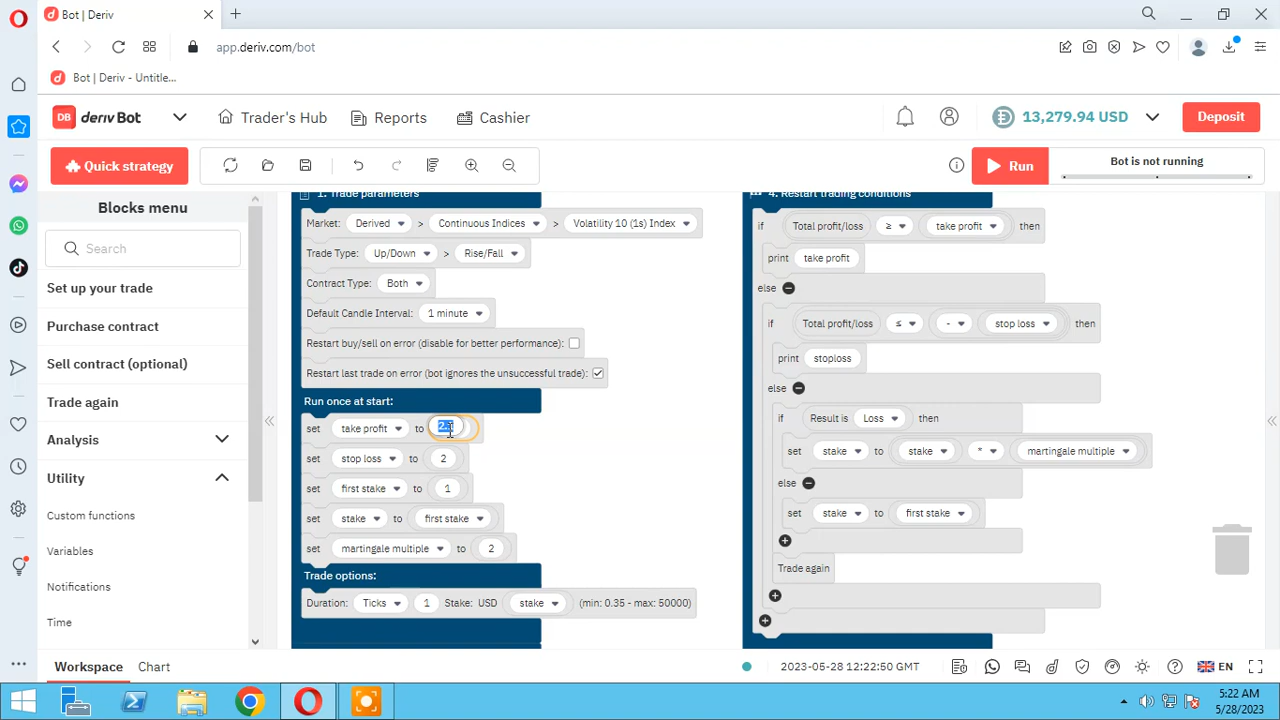 Bot | Deriv
app.deriv.com/bot
Bot | Deriv - Untitle...
DB deriv Bot
Trader's Hub
Reports
Cashier
13,279.94 USD
Deposit
Quick strategy
Run
Bot is not running
Blocks menu
Search
Set up your trade
Purchase contract
Sell contract (optional)
Trade again
Analysis
Utility
Custom functions
Variables
Notifications
Time
1. Trade parameters
Market: Derived > Continuous Indices > Volatility 10 (1s) Index
Trade Type: Up/Down > Rise/Fall
Contract Type: Both
Default Candle Interval: 1 minute
Restart buy/sell on error (disable for better performance):
Restart last trade on error (bot ignores the unsuccessful trade):
Run once at start:
set take profit to
set stop loss to 2
set first stake to 1
set stake to first stake
set martingale multiple to 2
Trade options:
Duration: Ticks 1 Stake: USD stake (min: 0.35 - max: 50000)
4. Restart trading conditions
if Total profit/loss ≥ take profit then
print take profit
else
if Total profit/loss ≤ - stop loss then
print stoploss
else
if Result is Loss then
set stake to stake * martingale multiple
else
set stake to first stake
Trade again
Workspace
Chart
2023-05-28 12:22:50 GMT
EN
5:22 AM
5/28/2023